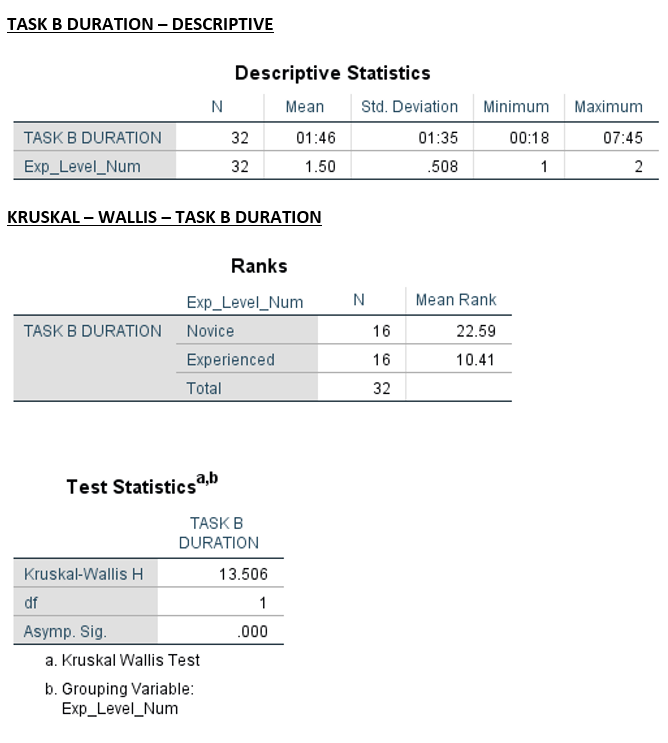 TASK B DURATION – DESCRIPTIVE
Descriptive Statistics
N Mean Std. Deviation Minimum Maximum
TASK B DURATION 32 01:46 01:35 00:18 07:45
Exp_Level_Num 32 1.50 .508 1 2
KRUSKAL – WALLIS – TASK B DURATION
Ranks
Exp_Level_Num N Mean Rank
TASK B DURATION Novice 16 22.59
Experienced 16 10.41
Total 32
Test Statistics a,b
TASK B
DURATION
Kruskal-Wallis H 13.506
df 1
Asymp. Sig. .000
a. Kruskal Wallis Test
b. Grouping Variable:
Exp_Level_Num